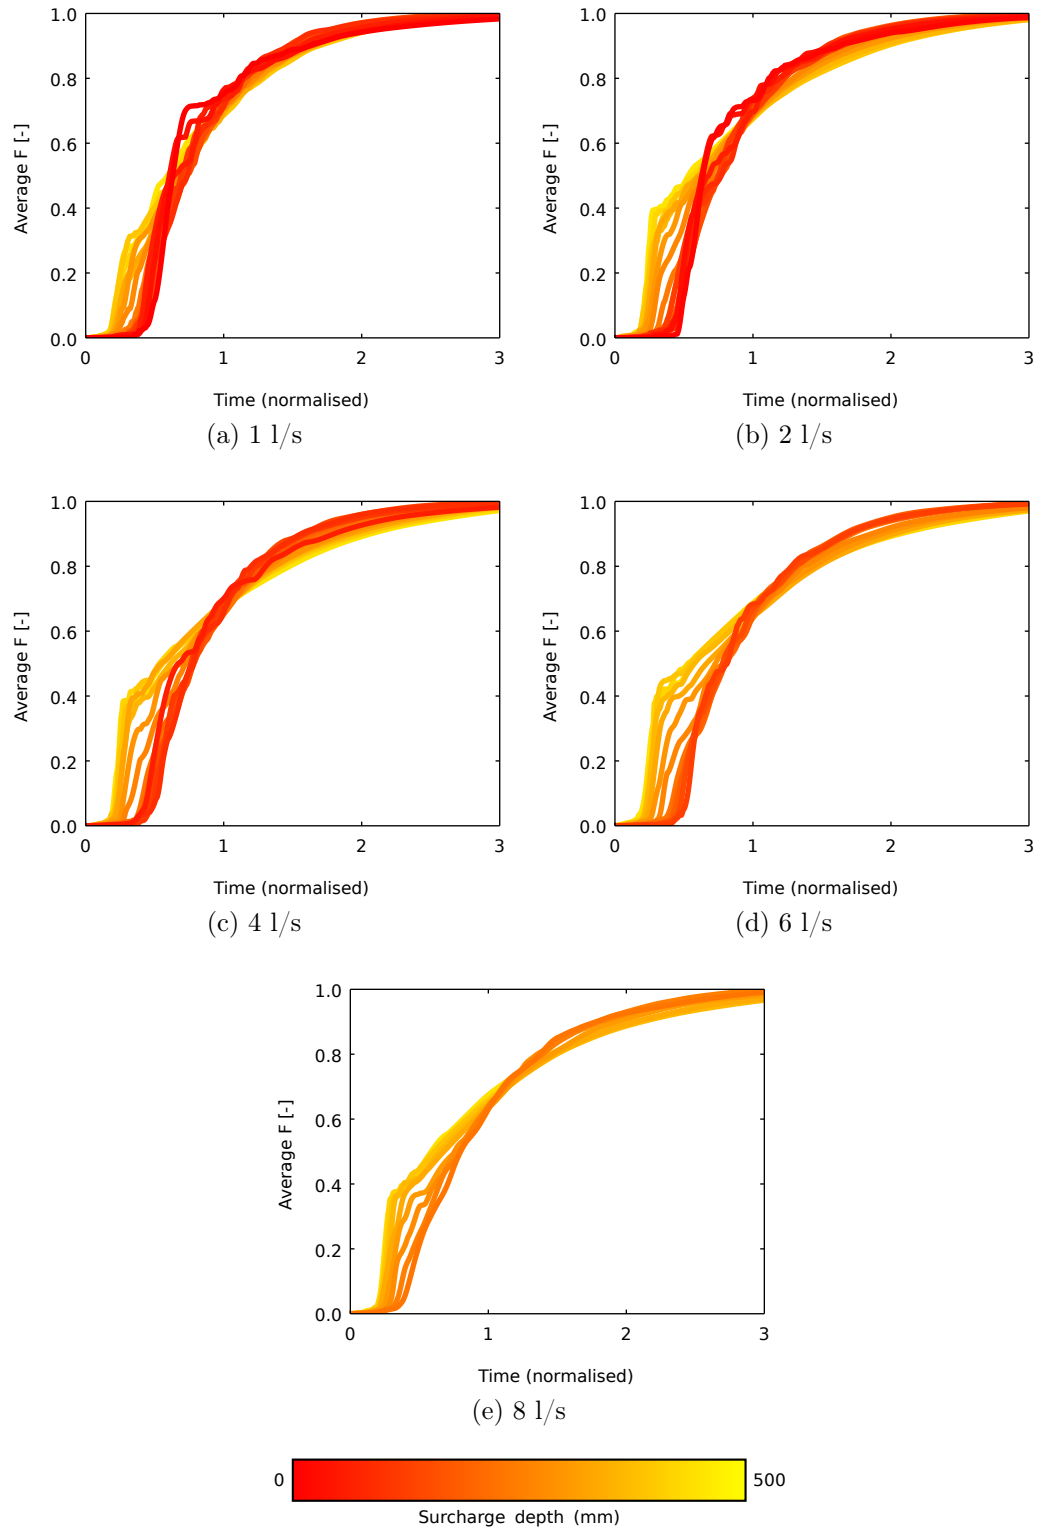 1.0
0.8
0.6
0.4
0.2
0.0
Average F [-]
0 1 2 3
Time (normalised)
(a) 1 l/s
1.0
0.8
0.6
0.4
0.2
0.0
Average F [-]
0 1 2 3
Time (normalised)
(b) 2 l/s
1.0
0.8
0.6
0.4
0.2
0.0
Average F [-]
0 1 2 3
Time (normalised)
(c) 4 l/s
1.0
0.8
0.6
0.4
0.2
0.0
Average F [-]
0 1 2 3
Time (normalised)
(d) 6 l/s
1.0
0.8
0.6
0.4
0.2
0.0
Average F [-]
0 1 2 3
Time (normalised)
(e) 8 l/s
0 500
Surcharge depth (mm)